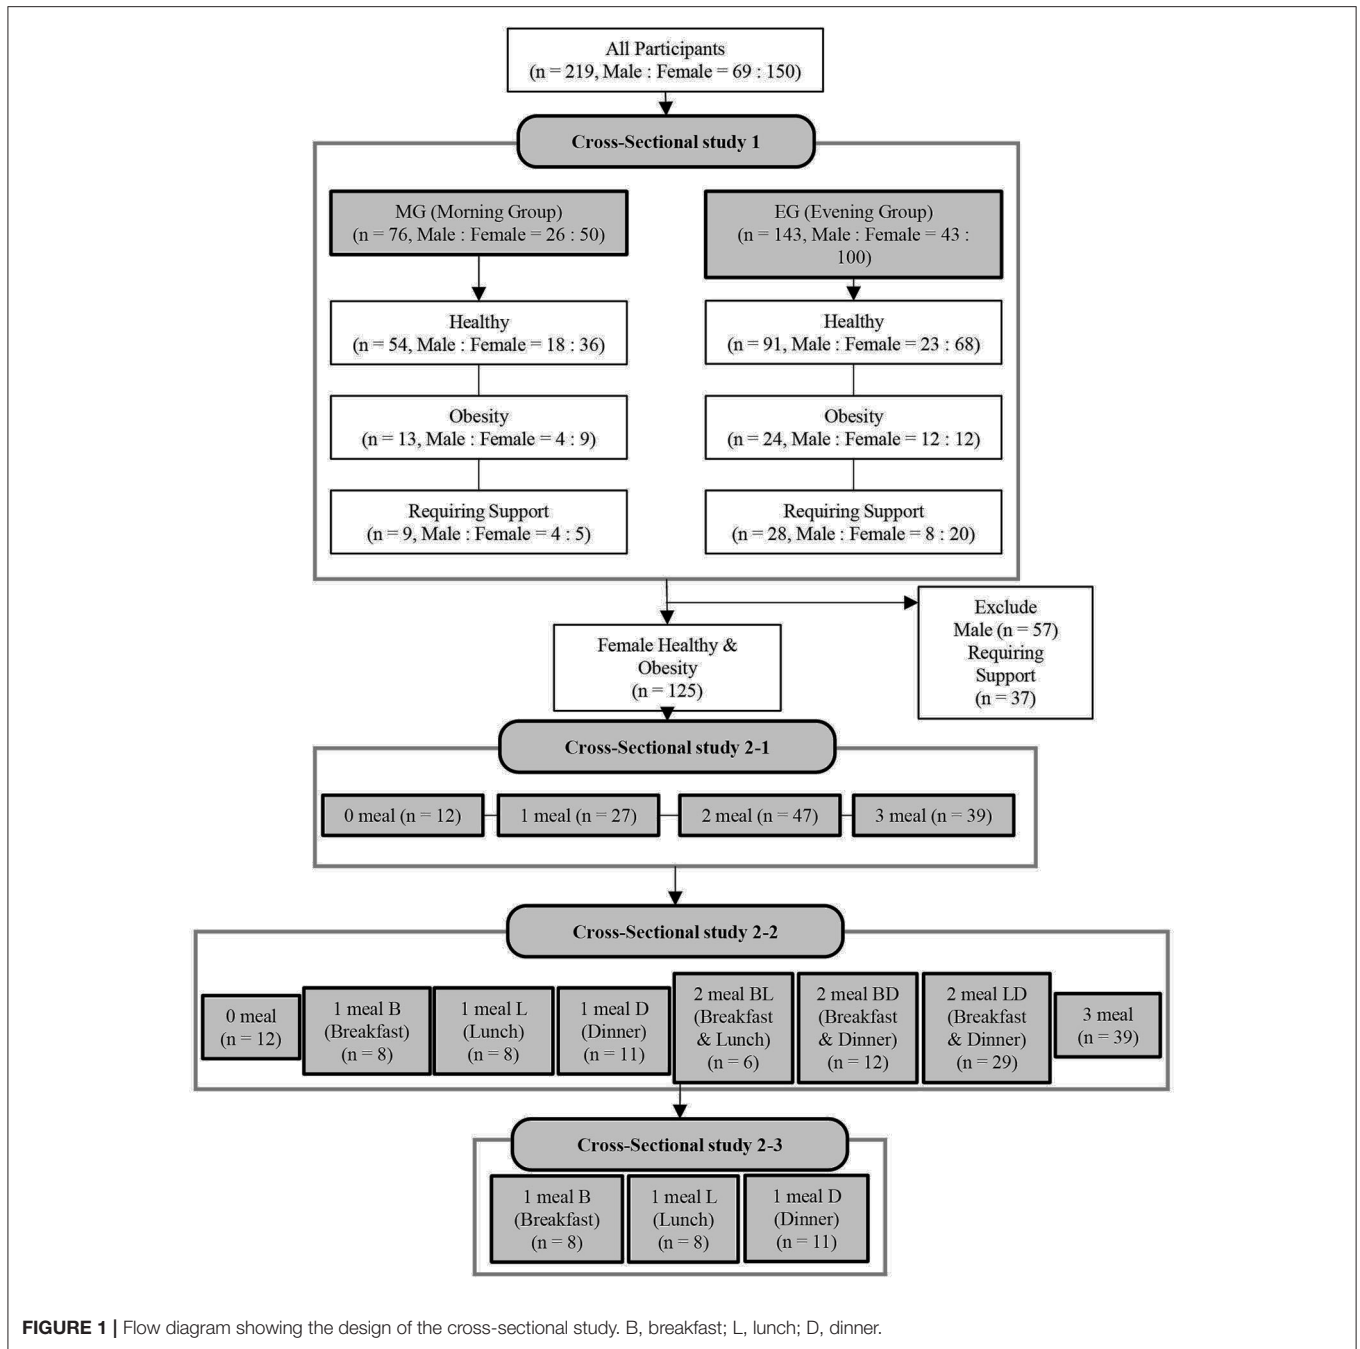 All Participants
(n = 219, Male : Female = 69 : 150)
Cross-Sectional study 1
MG (Morning Group)
(n = 76, Male : Female = 26 : 50)
EG (Evening Group)
(n = 143, Male : Female = 43 :
100)
Healthy
(n = 54, Male : Female = 18 : 36)
Healthy
(n = 91, Male : Female = 23 : 68)
Obesity
(n = 13, Male : Female = 4 : 9)
Obesity
(n = 24, Male : Female = 12 : 12)
Requiring Support
(n = 9, Male : Female = 4 : 5)
Requiring Support
(n = 28, Male : Female = 8 : 20)
Exclude
Male (n = 57)
Requiring
Support
(n = 37)
Female Healthy &
Obesity
(n = 125)
Cross-Sectional study 2-1
0 meal (n = 12)
1 meal (n = 27)
2 meal (n = 47)
3 meal (n = 39)
Cross-Sectional study 2-2
0 meal
(n = 12)
1 meal B
(Breakfast)
(n = 8)
1 meal L
(Lunch)
(n = 8)
1 meal D
(Dinner)
(n = 11)
2 meal BL
(Breakfast
& Lunch)
(n = 6)
2 meal BD
(Breakfast
& Dinner)
(n = 12)
2 meal LD
(Breakfast
& Dinner)
(n = 29)
3 meal
(n = 39)
Cross-Sectional study 2-3
1 meal B
(Breakfast)
(n = 8)
1 meal L
(Lunch)
(n = 8)
1 meal D
(Dinner)
(n = 11)
FIGURE 1 | Flow diagram showing the design of the cross-sectional study. B, breakfast; L, lunch; D, dinner.